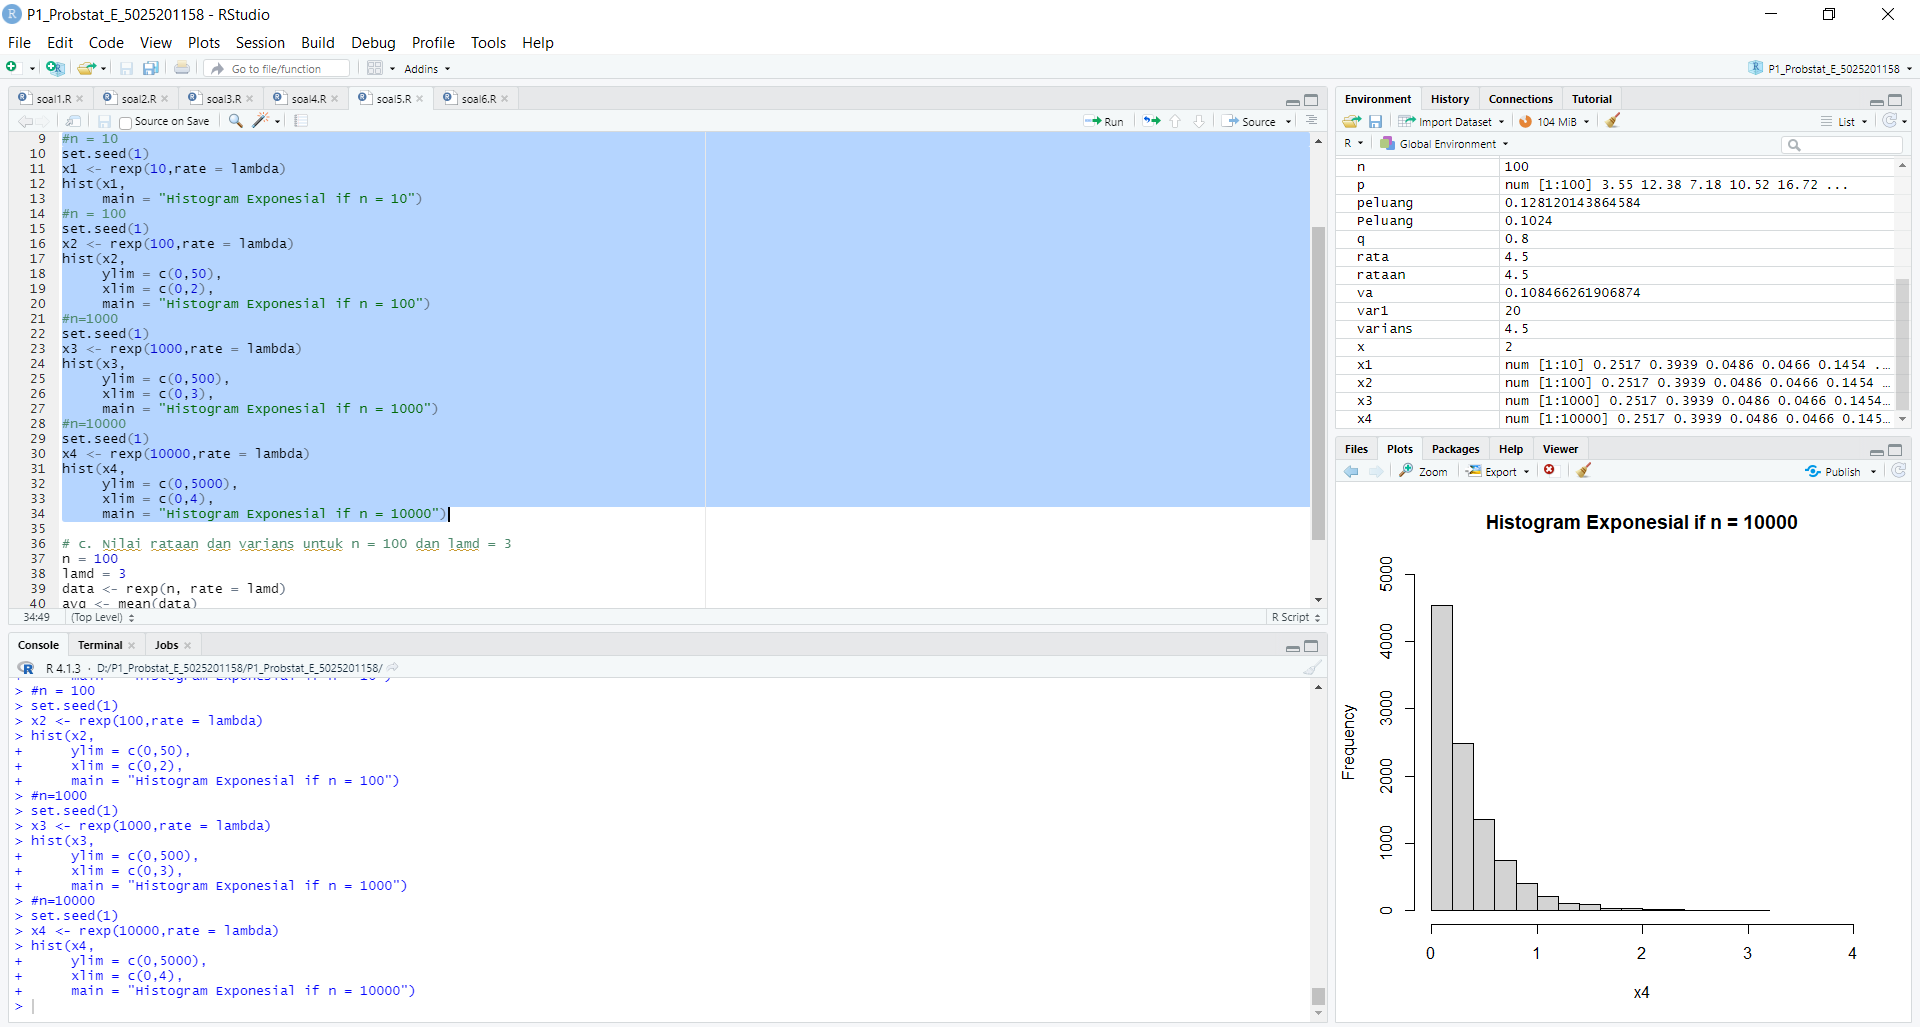 P1_Probstat_E_5025201158 - RStudio
File Edit Code View Plots Session Build Debug Profile Tools Help
Go to file/function Addins P1_Probstat_E_5025201158
soal1.R soal2.R soal3.R soal4.R soal5.R soal6.R
Source on Save Run Source
9 #n = 10
10 set.seed(1)
11 x1 <- rexp(10,rate = lambda)
12 hist(x1,
13 main = "Histogram Exponesial if n = 10")
14 #n = 100
15 set.seed(1)
16 x2 <- rexp(100,rate = lambda)
17 hist(x2,
18 ylim = c(0,50),
19 xlim = c(0,2),
20 main = "Histogram Exponesial if n = 100")
21 #n=1000
22 set.seed(1)
23 x3 <- rexp(1000,rate = lambda)
24 hist(x3,
25 ylim = c(0,500),
26 xlim = c(0,3),
27 main = "Histogram Exponesial if n = 1000")
28 #n=10000
29 set.seed(1)
30 x4 <- rexp(10000,rate = lambda)
31 hist(x4,
32 ylim = c(0,5000),
33 xlim = c(0,4),
34 main = "Histogram Exponesial if n = 10000")
35
36 # c. Nilai rataan dan varians untuk n = 100 dan lamd = 3
37 n = 100
38 lamd = 3
39 data <- rexp(n, rate = lamd)
40 avg <- mean(data)
34:49 (Top Level) R Script
Console Terminal Jobs
R 4.1.3 · D:/P1_Probstat_E_5025201158/P1_Probstat_E_5025201158/
+ main = "Histogram Exponesial if n = 10")
> #n = 100
> set.seed(1)
> x2 <- rexp(100,rate = lambda)
> hist(x2,
+ ylim = c(0,50),
+ xlim = c(0,2),
+ main = "Histogram Exponesial if n = 100")
> #n=1000
> set.seed(1)
> x3 <- rexp(1000,rate = lambda)
> hist(x3,
+ ylim = c(0,500),
+ xlim = c(0,3),
+ main = "Histogram Exponesial if n = 1000")
> #n=10000
> set.seed(1)
> x4 <- rexp(10000,rate = lambda)
> hist(x4,
+ ylim = c(0,5000),
+ xlim = c(0,4),
+ main = "Histogram Exponesial if n = 10000")
>
Environment History Connections Tutorial
Import Dataset 104 MiB List
R Global Environment
n 100
p num [1:100] 3.55 12.38 7.18 10.52 16.72 ...
peluang 0.128120143864584
Peluang 0.1024
q 0.8
rata 4.5
rataan 4.5
va 0.108466261906874
var1 20
varians 4.5
x 2
x1 num [1:10] 0.2517 0.3939 0.0486 0.0466 0.1454 ...
x2 num [1:100] 0.2517 0.3939 0.0486 0.0466 0.1454 ...
x3 num [1:1000] 0.2517 0.3939 0.0486 0.0466 0.1454...
x4 num [1:10000] 0.2517 0.3939 0.0486 0.0466 0.145...
Files Plots Packages Help Viewer
Zoom Export Publish
Histogram Exponesial if n = 10000
Frequency
5000
4000
3000
2000
1000
0
0 1 2 3 4
x4